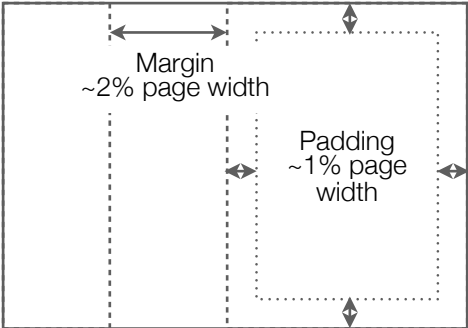 Margin
~2% page width
Padding
~1% page
width